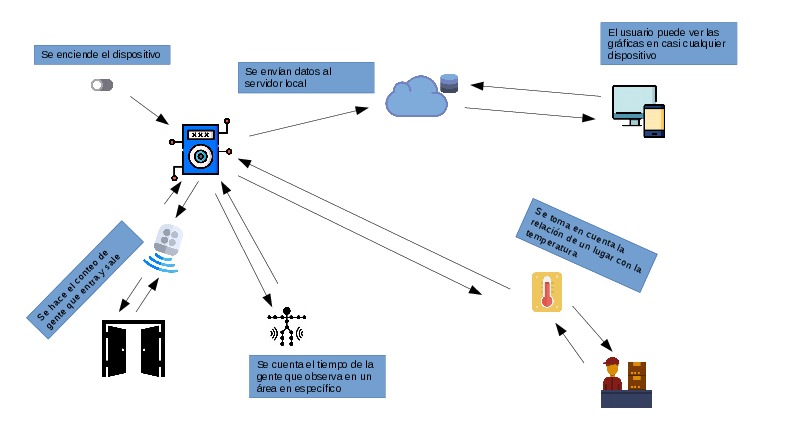 Se enciende el dispositivo
Se envían datos al
servidor local
El usuario puede ver las
gráficas en casi cualquier
dispositivo
xxx
Se toma en cuenta la
relación de un lugar con la
temperatura
Se hace el conteo de
gente que entra y sale
Se cuenta el tiempo de la
gente que observa en un
área en específico